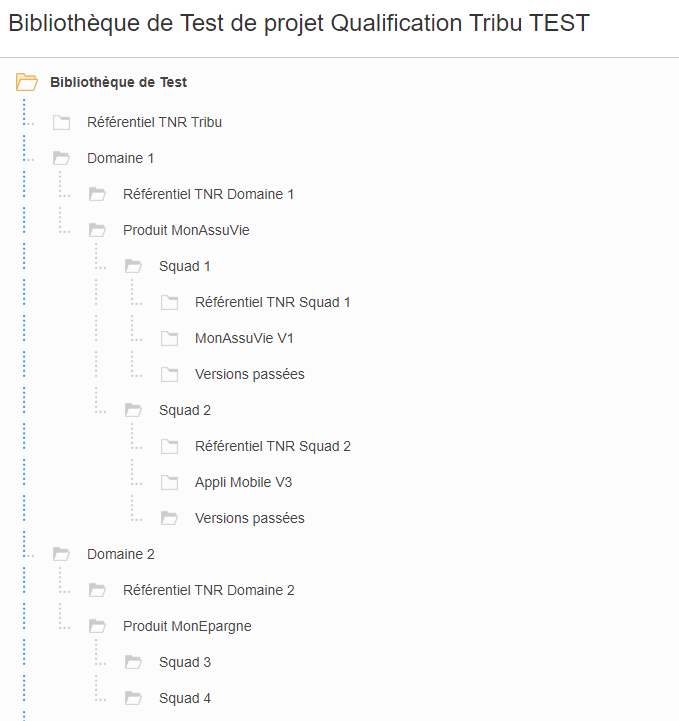 Bibliothèque de Test de projet Qualification Tribu TEST
Bibliothèque de Test
Référentiel TNR Tribu
Domaine 1
Référentiel TNR Domaine 1
Produit MonAssuVie
Squad 1
Référentiel TNR Squad 1
MonAssuVie V1
Versions passées
Squad 2
Référentiel TNR Squad 2
Appli Mobile V3
Versions passées
Domaine 2
Référentiel TNR Domaine 2
Produit MonEpargne
Squad 3
Squad 4